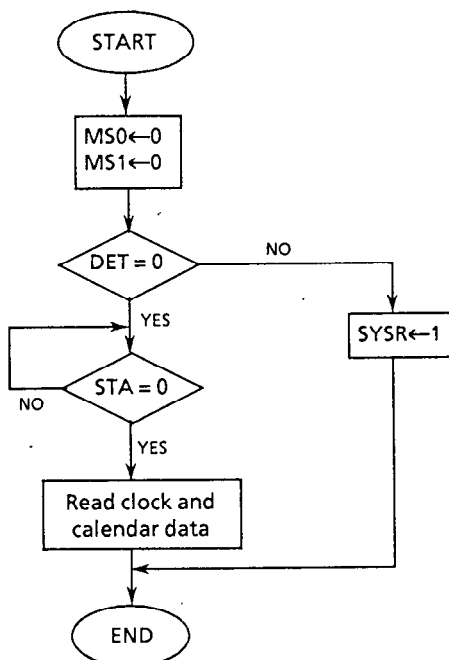 START
MS0←0
MS1←0
DET = 0
NO
YES
SYSR←1
STA = 0
NO
YES
Read clock and
calendar data
END